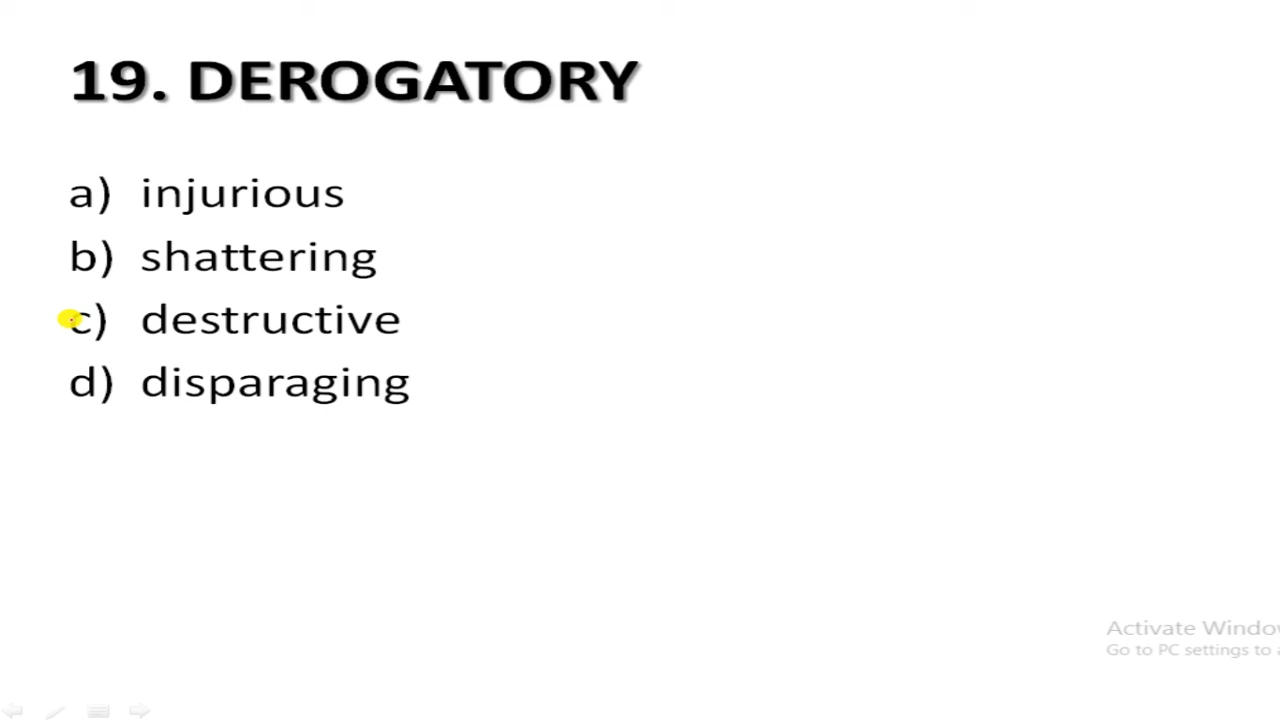 19. DEROGATORY
a) injurious
b) shattering
c) destructive
d) disparaging
Activate Windo
Go to PC settings to a